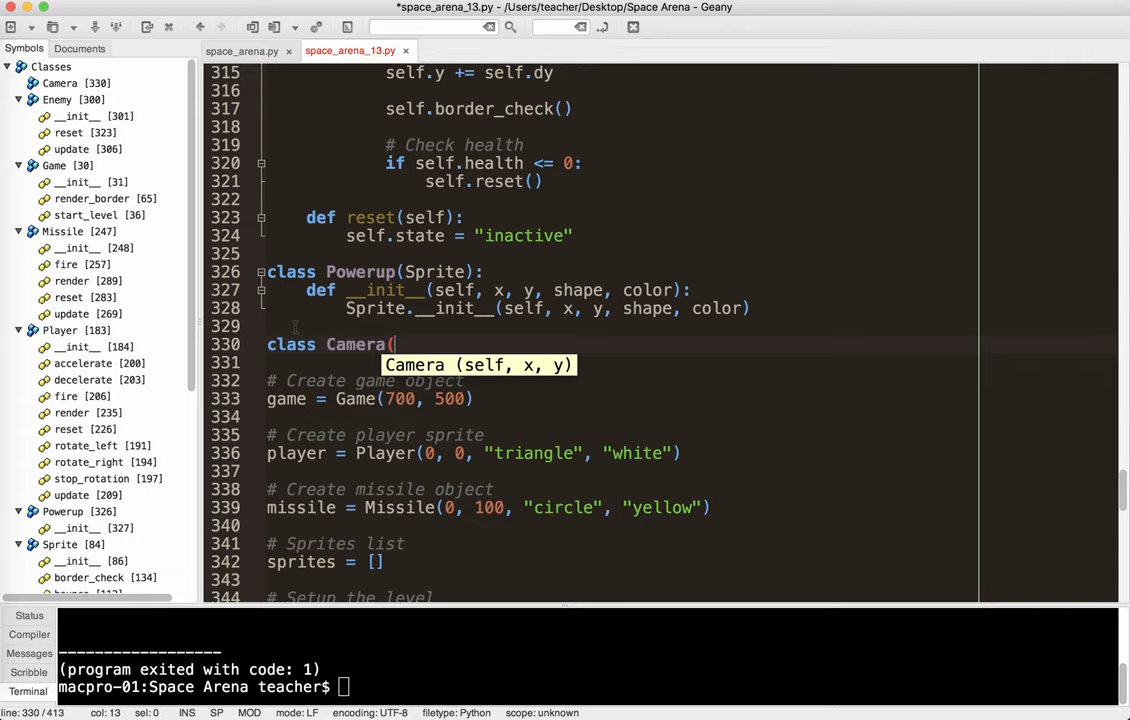 *space_arena_13.py - /Users/teacher/Desktop/Space Arena - Geany
Symbols Documents
Classes
Camera [330]
Enemy [300]
__init__ [301]
reset [323]
update [306]
Game [30]
__init__ [31]
render_border [65]
start_level [36]
Missile [247]
__init__ [248]
fire [257]
render [289]
reset [283]
update [269]
Player [183]
__init__ [184]
accelerate [200]
decelerate [203]
fire [206]
render [235]
reset [226]
rotate_left [191]
rotate_right [194]
stop_rotation [197]
update [209]
Powerup [326]
__init__ [327]
Sprite [84]
__init__ [86]
border_check [134]
space_arena.py × space_arena_13.py ×
315 self.y += self.dy
316
317 self.border_check()
318
319 # Check health
320 if self.health <= 0:
321 self.reset()
322
323 def reset(self):
324 self.state = "inactive"
325
326 class Powerup(Sprite):
327 def __init__(self, x, y, shape, color):
328 Sprite.__init__(self, x, y, shape, color)
329
330 class Camera(
Camera (self, x, y)
331
332 # Create game object
333 game = Game(700, 500)
334
335 # Create player sprite
336 player = Player(0, 0, "triangle", "white")
337
338 # Create missile object
339 missile = Missile(0, 100, "circle", "yellow")
340
341 # Sprites list
342 sprites = []
343
344 # Setup the level
Status
Compiler
Messages
Scribble
Terminal
------------------
(program exited with code: 1)
macpro-01:Space Arena teacher$
line: 330 / 413 col: 13 sel: 0 INS SP MOD mode: LF encoding: UTF-8 filetype: Python scope: unknown